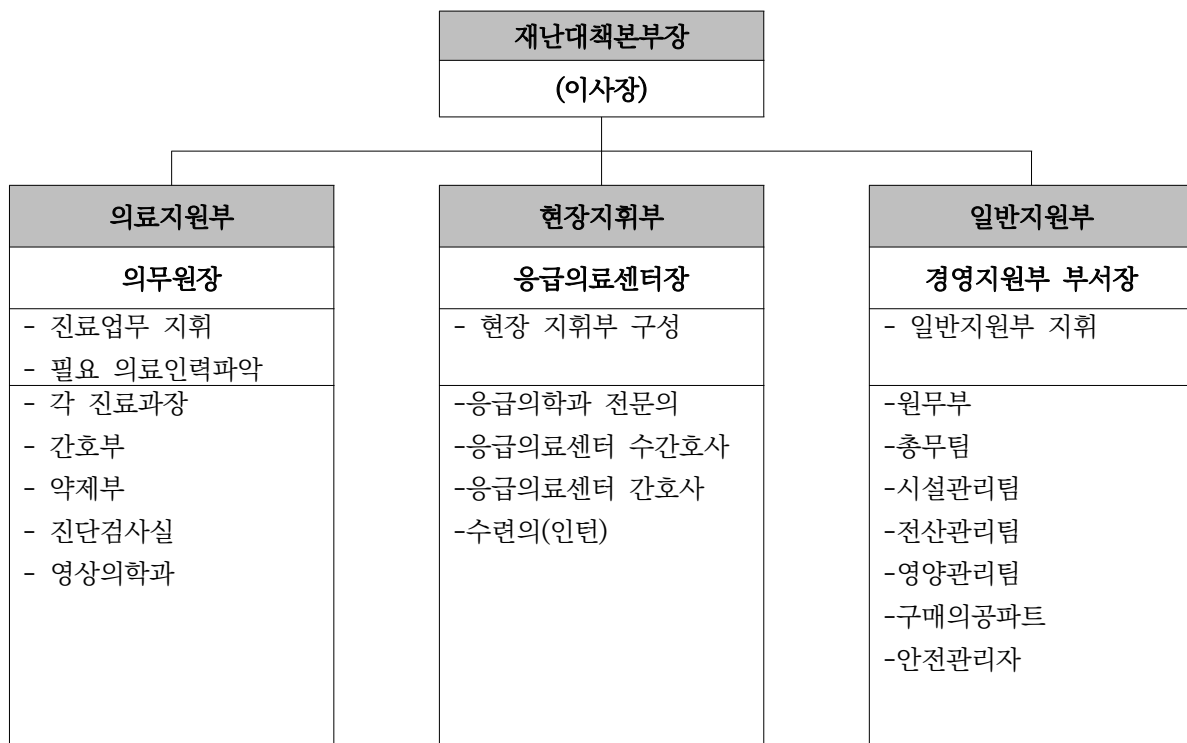 재난대책본부장
(이사장)
의료지원부
의무원장
- 진료업무 지휘
- 필요 의료인력파악
- 각 진료과장
- 간호부
- 약제부
- 진단검사실
- 영상의학과
현장지휘부
응급의료센터장
- 현장 지휘부 구성
-응급의학과 전문의
-응급의료센터 수간호사
-응급의료센터 간호사
-수련의(인턴)
일반지원부
경영지원부 부서장
- 일반지원부 지휘
-원무부
-총무팀
-시설관리팀
-전산관리팀
-영양관리팀
-구매의공파트
-안전관리자